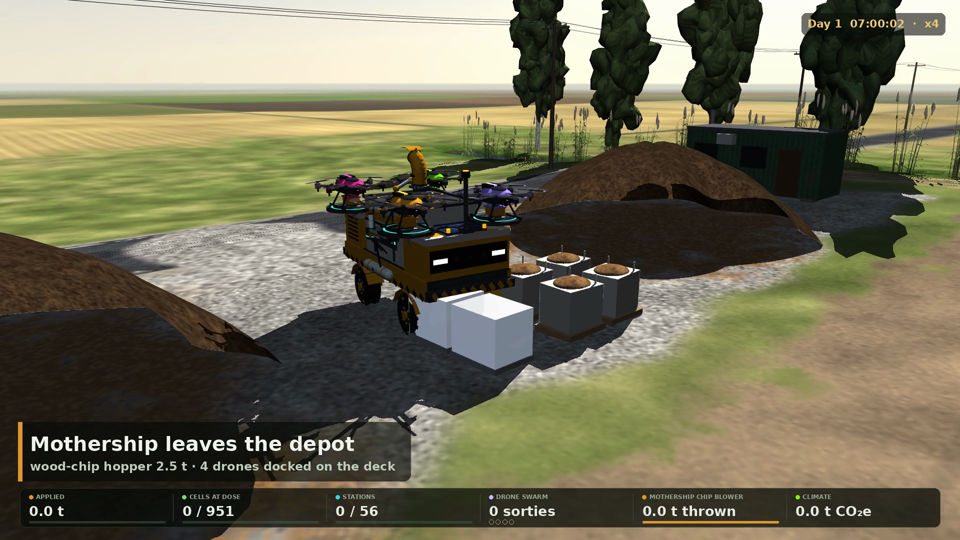 Day 1 07:00:02 · x4
Mothership leaves the depot
wood-chip hopper 2.5 t · 4 drones docked on the deck
APPLIED
0.0 t
CELLS AT DOSE
0 / 951
STATIONS
0 / 56
DRONE SWARM
0 sorties
MOTHERSHIP CHIP BLOWER
0.0 t thrown
CLIMATE
0.0 t CO₂e